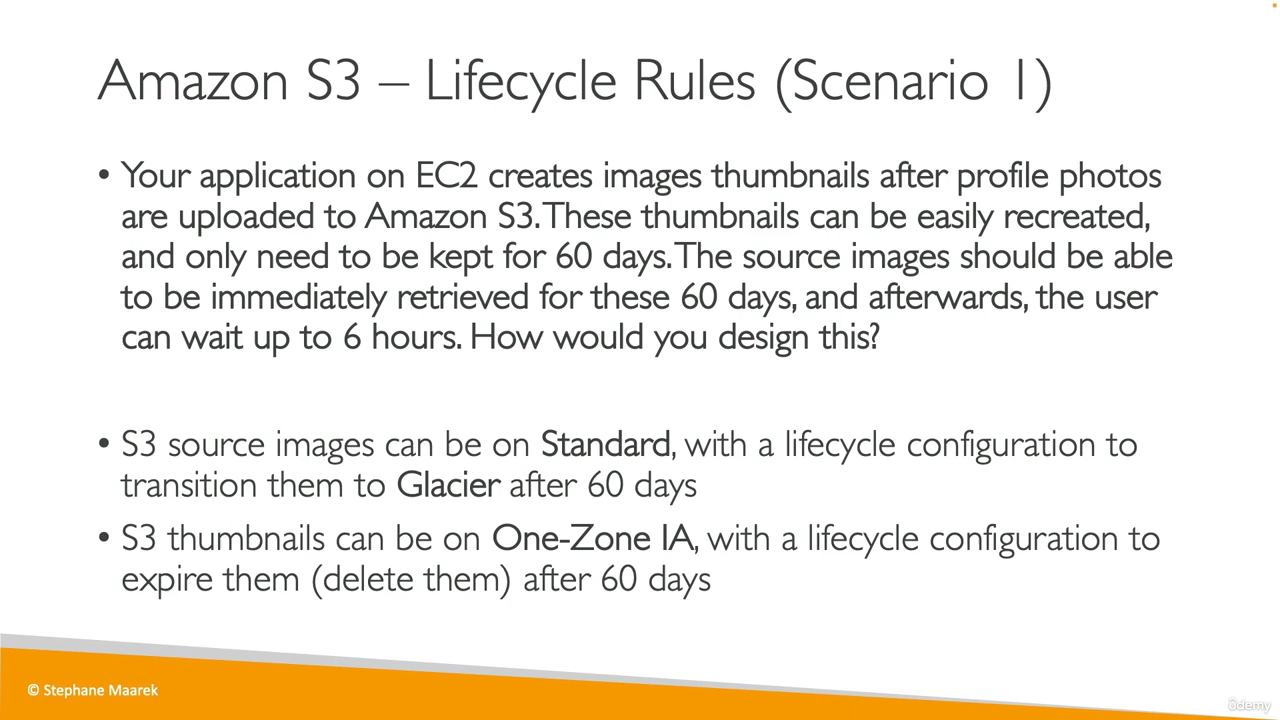 Amazon S3 – Lifecycle Rules (Scenario 1)
• Your application on EC2 creates images thumbnails after profile photos
are uploaded to Amazon S3. These thumbnails can be easily recreated,
and only need to be kept for 60 days. The source images should be able
to be immediately retrieved for these 60 days, and afterwards, the user
can wait up to 6 hours. How would you design this?
• S3 source images can be on Standard, with a lifecycle configuration to
transition them to Glacier after 60 days
• S3 thumbnails can be on One-Zone IA, with a lifecycle configuration to
expire them (delete them) after 60 days
© Stephane Maarek
ûdemy